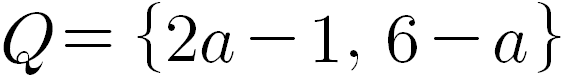 Q = {2a − 1, 6 − a}